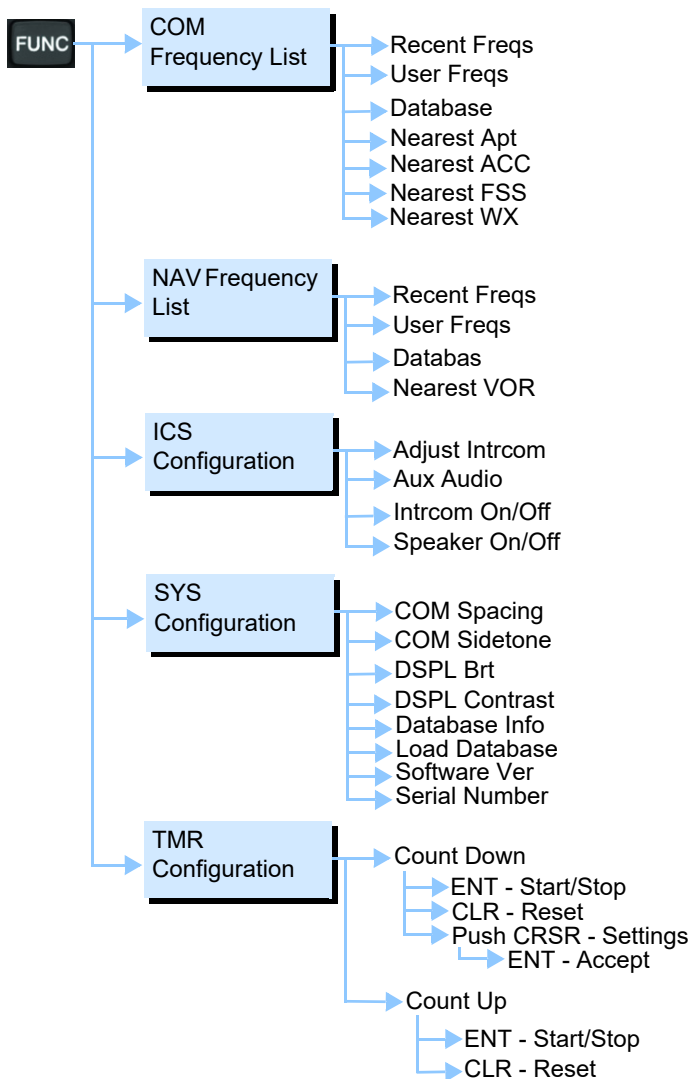 FUNC
COM
Frequency List
Recent Freqs
User Freqs
Database
Nearest Apt
Nearest ACC
Nearest FSS
Nearest WX
NAV Frequency
List
Recent Freqs
User Freqs
Databas
Nearest VOR
ICS
Configuration
Adjust Intrcom
Aux Audio
Intrcom On/Off
Speaker On/Off
SYS
Configuration
COM Spacing
COM Sidetone
DSPL Brt
DSPL Contrast
Database Info
Load Database
Software Ver
Serial Number
TMR
Configuration
Count Down
ENT - Start/Stop
CLR - Reset
Push CRSR - Settings
ENT - Accept
Count Up
ENT - Start/Stop
CLR - Reset